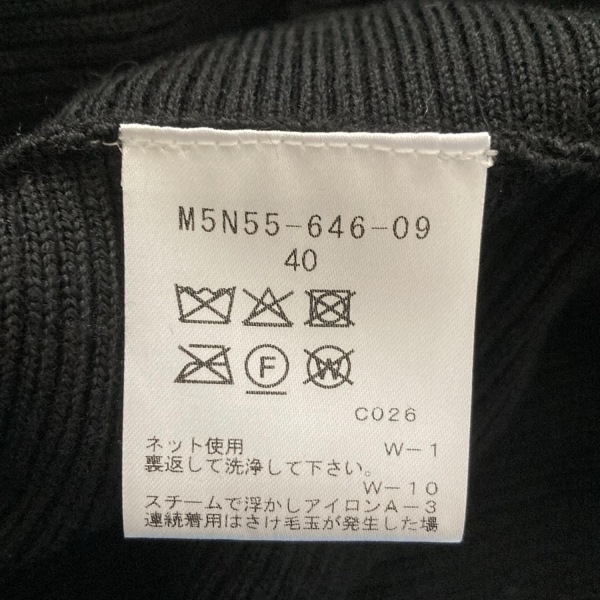 M5N55-646-09
40
F W
C026
ネット使用 W-1
裏返して洗浄して下さい。
W-10
スチームで浮かしアイロンA-3
連続着用はさけ毛玉が発生した場